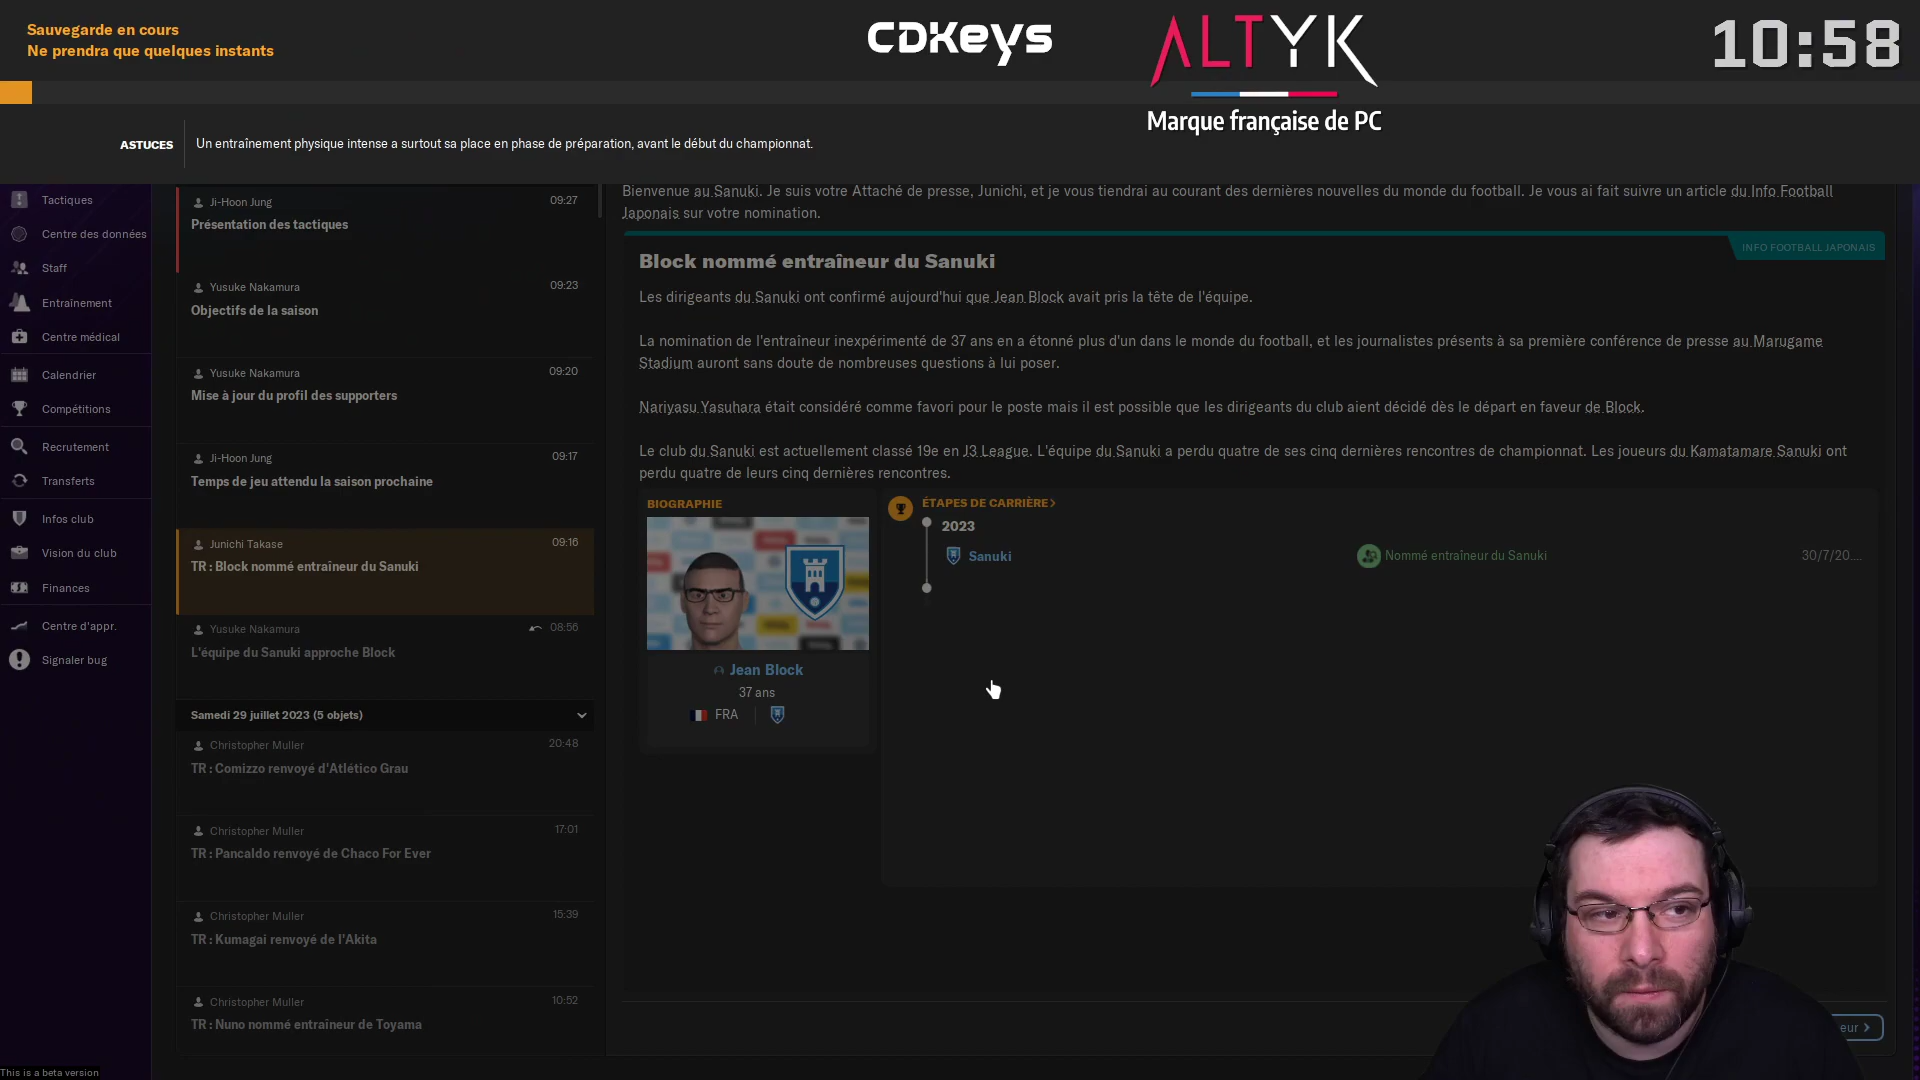 Sauvegarde en cours
Ne prendra que quelques instants
CDKeys
ALTYK
Marque française de PC
10:58
ASTUCES
Un entraînement physique intense a surtout sa place en phase de préparation, avant le début du championnat.
Tactiques
Centre des données
Staff
Entraînement
Centre médical
Calendrier
Compétitions
Recrutement
Transferts
Infos club
Vision du club
Finances
Centre d'appr.
Signaler bug
This is a beta version
Ji-Hoon Jung
09:27
Présentation des tactiques
Yusuke Nakamura
09:23
Objectifs de la saison
Yusuke Nakamura
09:20
Mise à jour du profil des supporters
Ji-Hoon Jung
09:17
Temps de jeu attendu la saison prochaine
Junichi Takase
09:16
TR : Block nommé entraîneur du Sanuki
Yusuke Nakamura
08:56
L'équipe du Sanuki approche Block
Samedi 29 juillet 2023 (5 objets)
Christopher Muller
20:48
TR : Comizzo renvoyé d'Atlético Grau
Christopher Muller
17:01
TR : Pancaldo renvoyé de Chaco For Ever
Christopher Muller
15:39
TR : Kumagai renvoyé de l'Akita
Christopher Muller
10:52
TR : Nuno nommé entraîneur de Toyama
Bienvenue au Sanuki. Je suis votre Attaché de presse, Junichi, et je vous tiendrai au courant des dernières nouvelles du monde du football. Je vous ai fait suivre un article du Info Football
Japonais sur votre nomination.
INFO FOOTBALL JAPONAIS
Block nommé entraîneur du Sanuki
Les dirigeants du Sanuki ont confirmé aujourd'hui que Jean Block avait pris la tête de l'équipe.
La nomination de l'entraîneur inexpérimenté de 37 ans en a étonné plus d'un dans le monde du football, et les journalistes présents à sa première conférence de presse au Marugame
Stadium auront sans doute de nombreuses questions à lui poser.
Nariyasu Yasuhara était considéré comme favori pour le poste mais il est possible que les dirigeants du club aient décidé dès le départ en faveur de Block.
Le club du Sanuki est actuellement classé 19e en J3 League. L'équipe du Sanuki a perdu quatre de ses cinq dernières rencontres de championnat. Les joueurs du Kamatamare Sanuki ont
perdu quatre de leurs cinq dernières rencontres.
BIOGRAPHIE
Jean Block
37 ans
FRA
ÉTAPES DE CARRIÈRE>
2023
Sanuki
Nommé entraîneur du Sanuki
30/7/20....
eur >